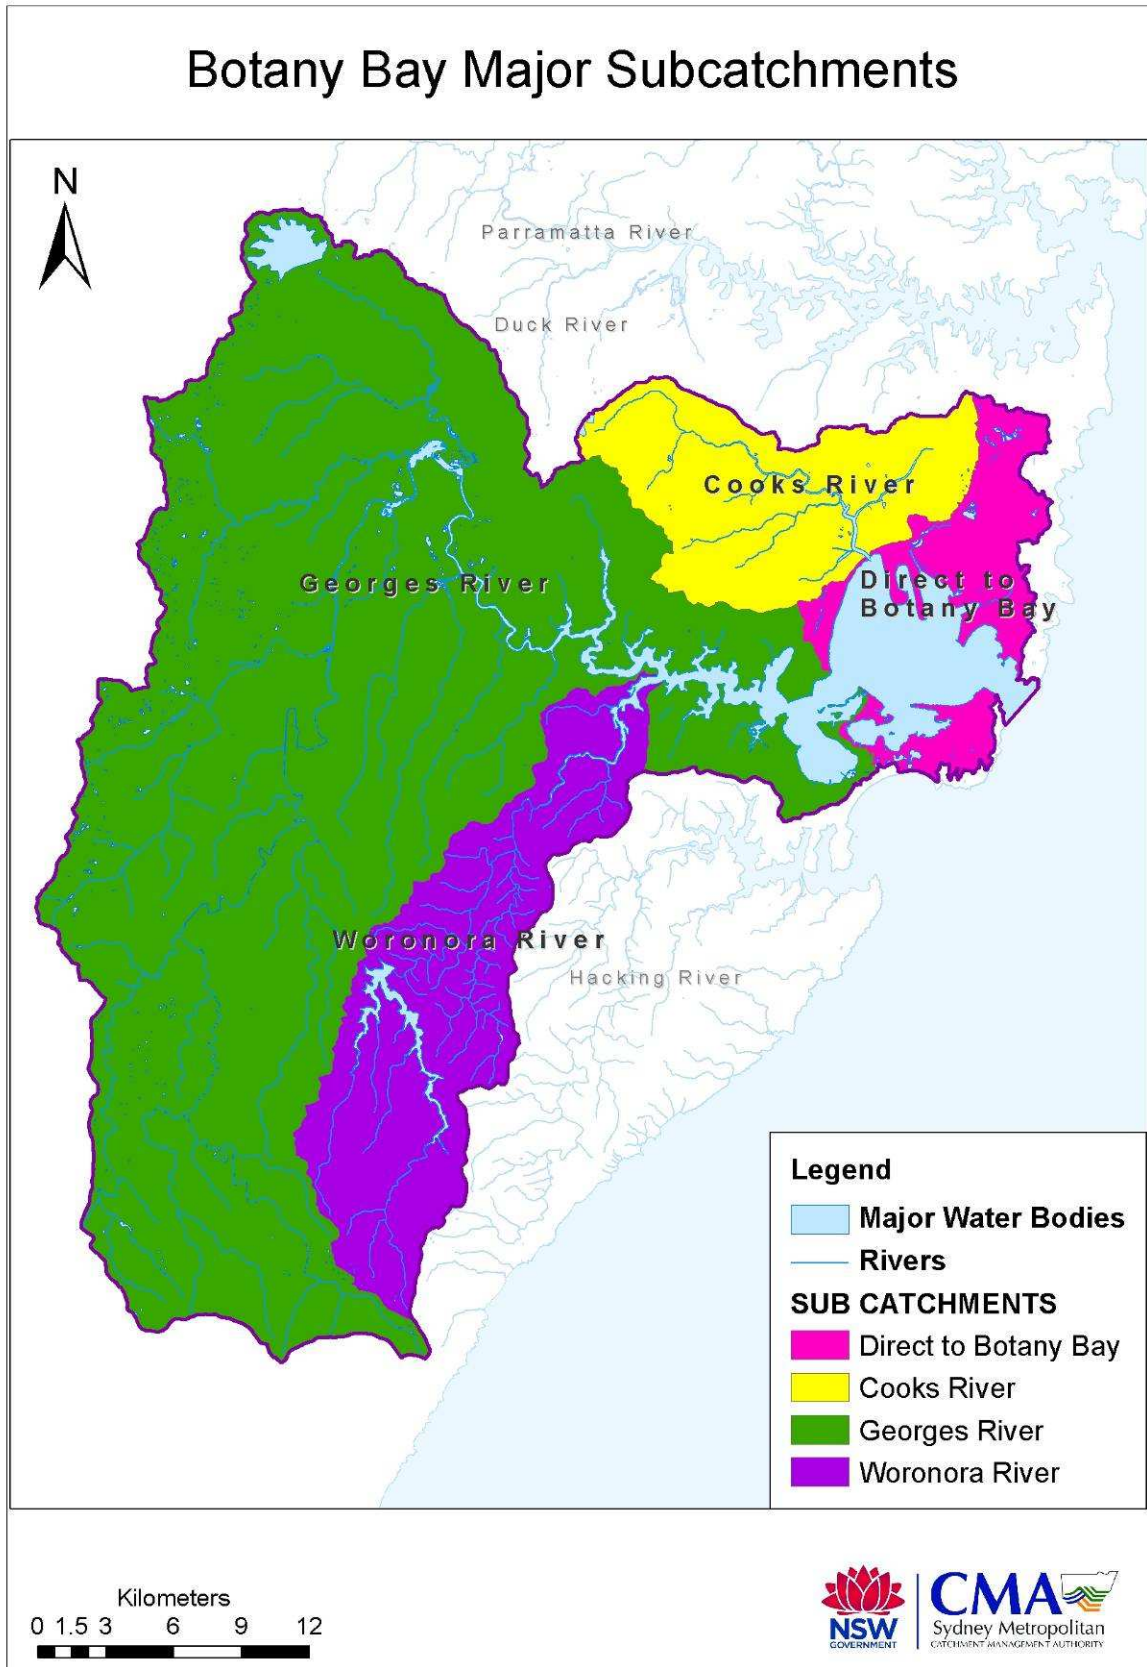 Botany Bay Major Subcatchments
N
Parramatta River
Duck River
Cooks River
Georges River
Direct to
Botany Bay
Woronora River
Hacking River
Legend
Major Water Bodies
Rivers
SUB CATCHMENTS
Direct to Botany Bay
Cooks River
Georges River
Woronora River
Kilometers
0 1.5 3 6 9 12
NSW
GOVERNMENT
CMA
Sydney Metropolitan
CATCHMENT MANAGEMENT AUTHORITY